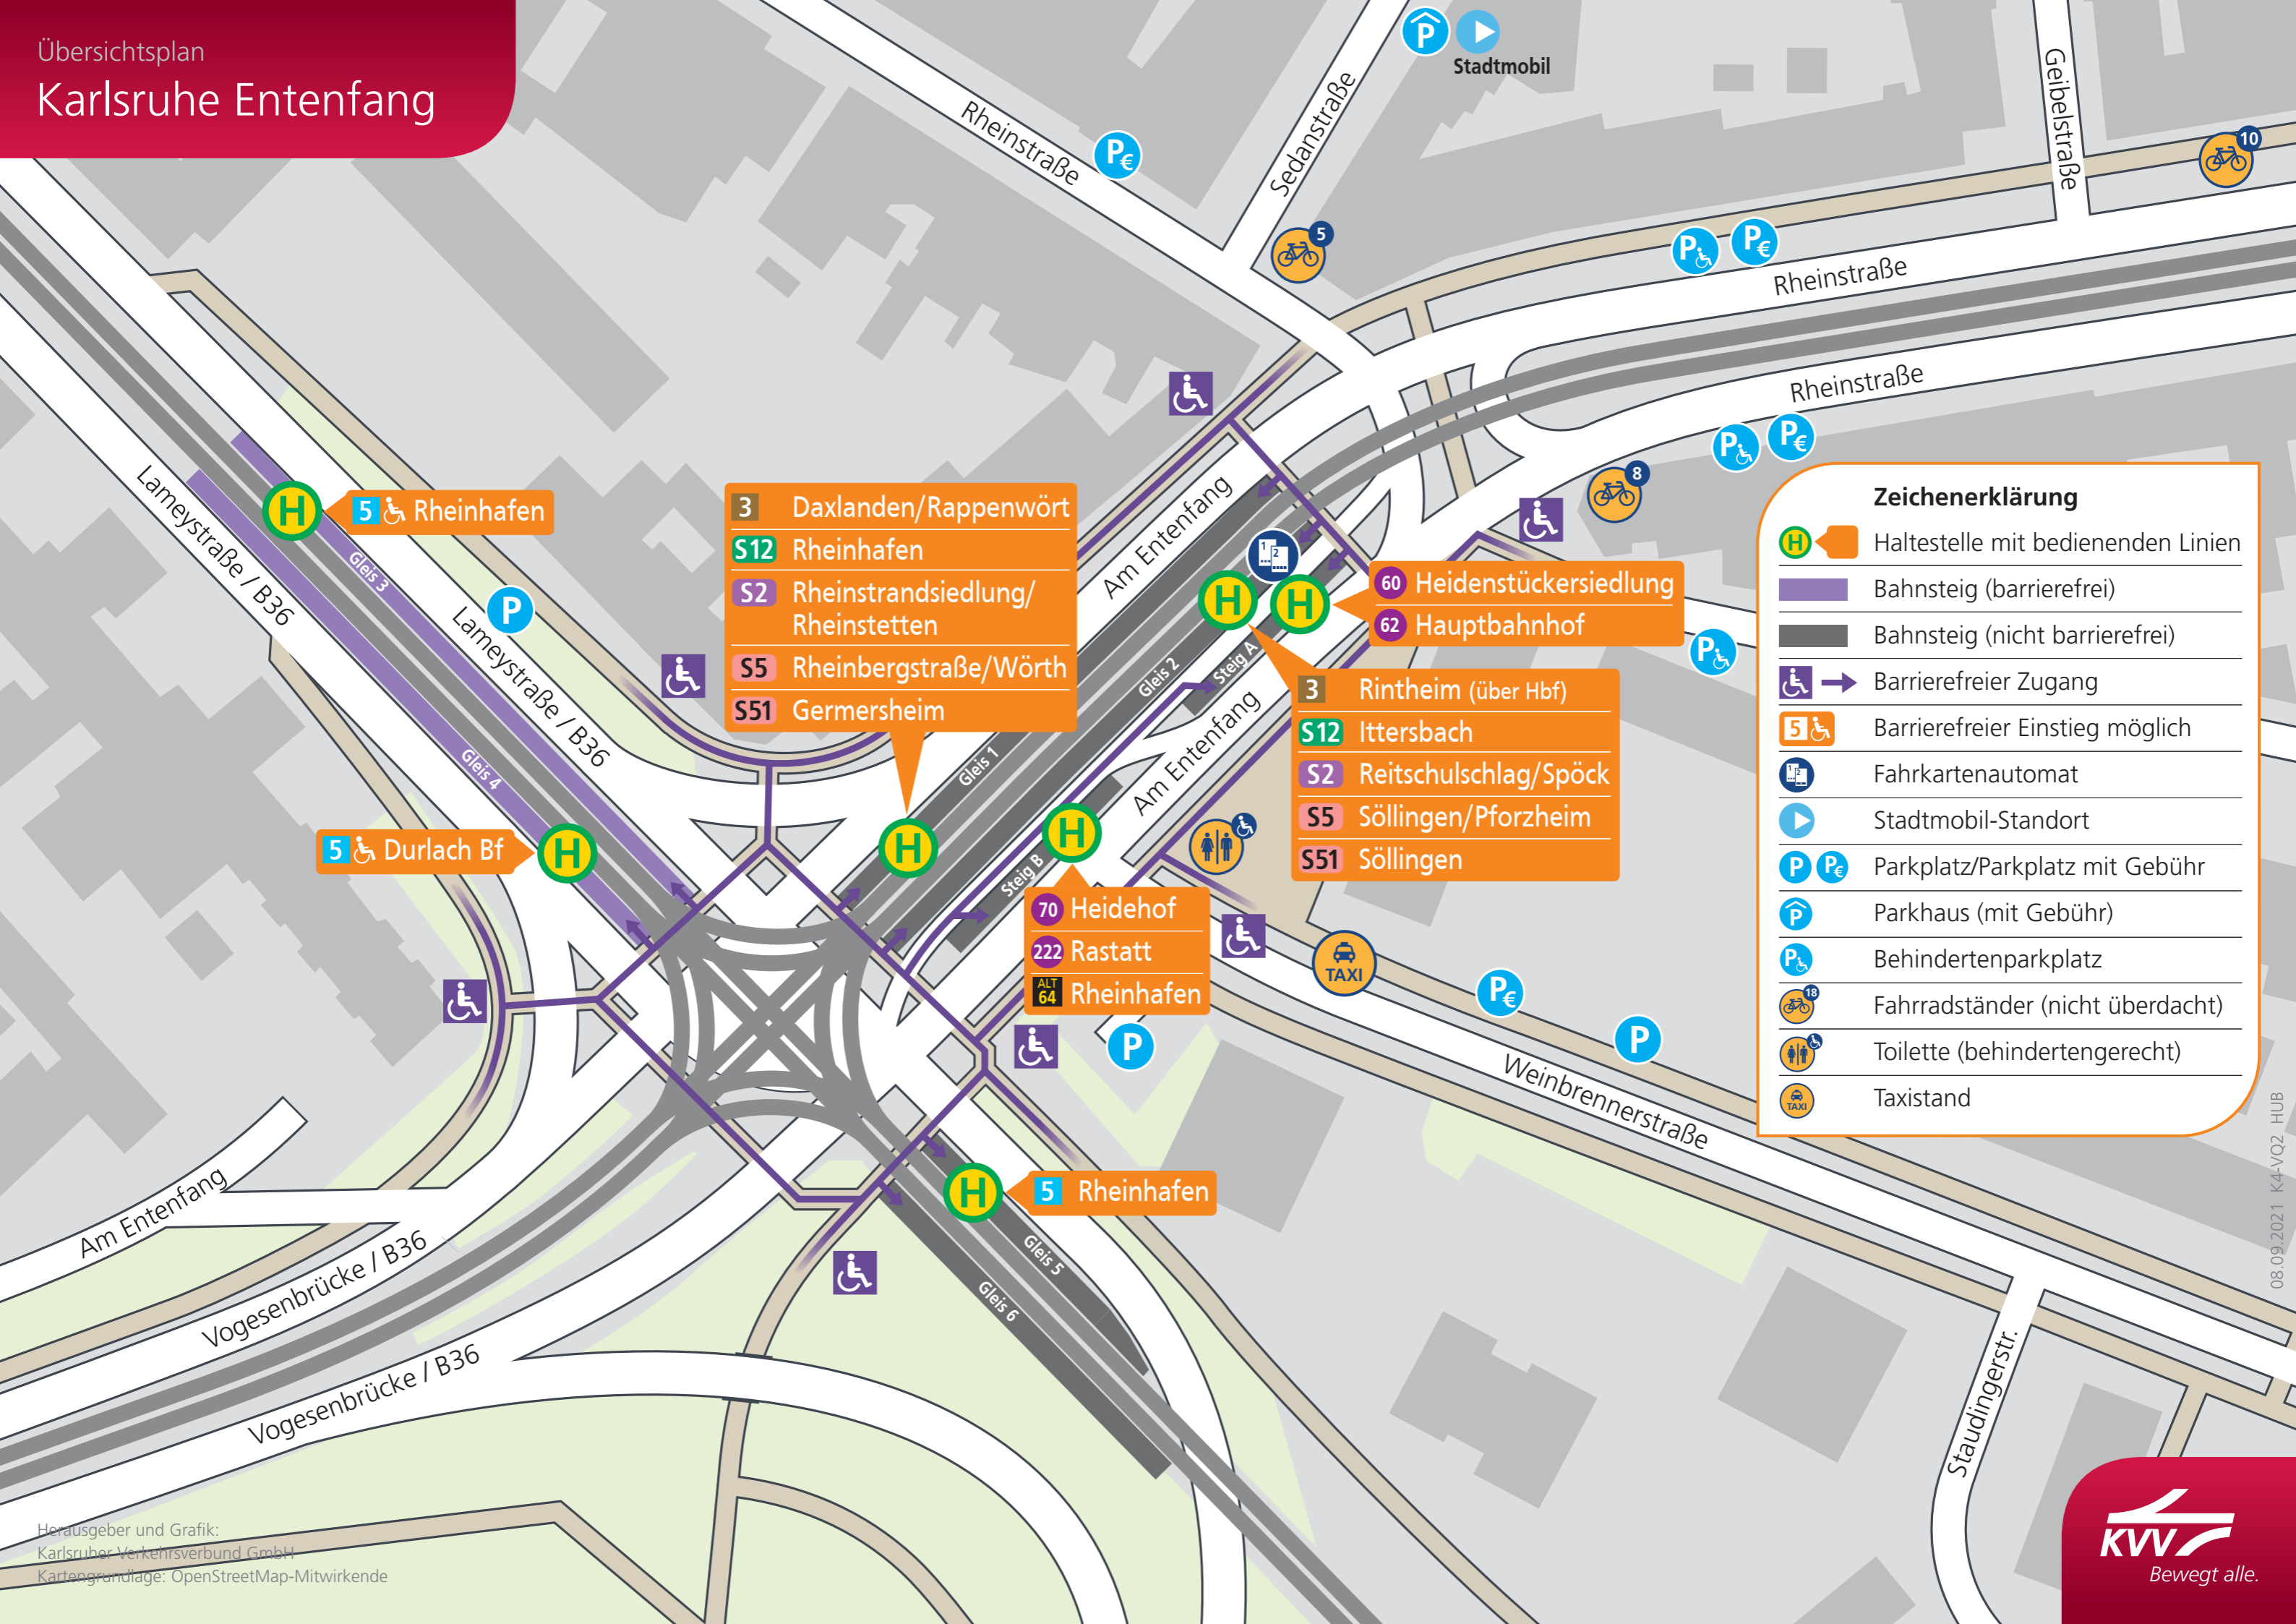 Übersichtsplan
Karlsruhe Entenfang
Stadtmobil
Rheinstraße
Sedanstraße
Geibelstraße
10
5
Rheinstraße
Rheinstraße
8
Lameystraße / B36
Gleis 3
Lameystraße / B36
Gleis 4
5 Rheinhafen
3 Daxlanden/Rappenwört
S12 Rheinhafen
S2 Rheinstrandsiedlung/
Rheinstetten
S5 Rheinbergstraße/Wörth
S51 Germersheim
Am Entenfang
Gleis 1
Gleis 2
Steig A
Am Entenfang
Steig B
60 Heidenstückersiedlung
62 Hauptbahnhof
3 Rintheim (über Hbf)
S12 Ittersbach
S2 Reitschulschlag/Spöck
S5 Söllingen/Pforzheim
S51 Söllingen
5 Durlach Bf
70 Heidehof
222 Rastatt
ALT
64 Rheinhafen
TAXI
Weinbrennerstraße
5 Rheinhafen
Gleis 5
Gleis 6
Am Entenfang
Vogesenbrücke / B36
Vogesenbrücke / B36
Staudingerstr.
Zeichenerklärung
H Haltestelle mit bedienenden Linien
Bahnsteig (barrierefrei)
Bahnsteig (nicht barrierefrei)
Barrierefreier Zugang
5 Barrierefreier Einstieg möglich
Fahrkartenautomat
Stadtmobil-Standort
P P€ Parkplatz/Parkplatz mit Gebühr
P Parkhaus (mit Gebühr)
P Behindertenparkplatz
18 Fahrradständer (nicht überdacht)
Toilette (behindertengerecht)
TAXI Taxistand
08.09.2021 K4-VQ2 HUB
Herausgeber und Grafik:
Karlsruher Verkehrsverbund GmbH
Kartengrundlage: OpenStreetMap-Mitwirkende
KVV
Bewegt alle.